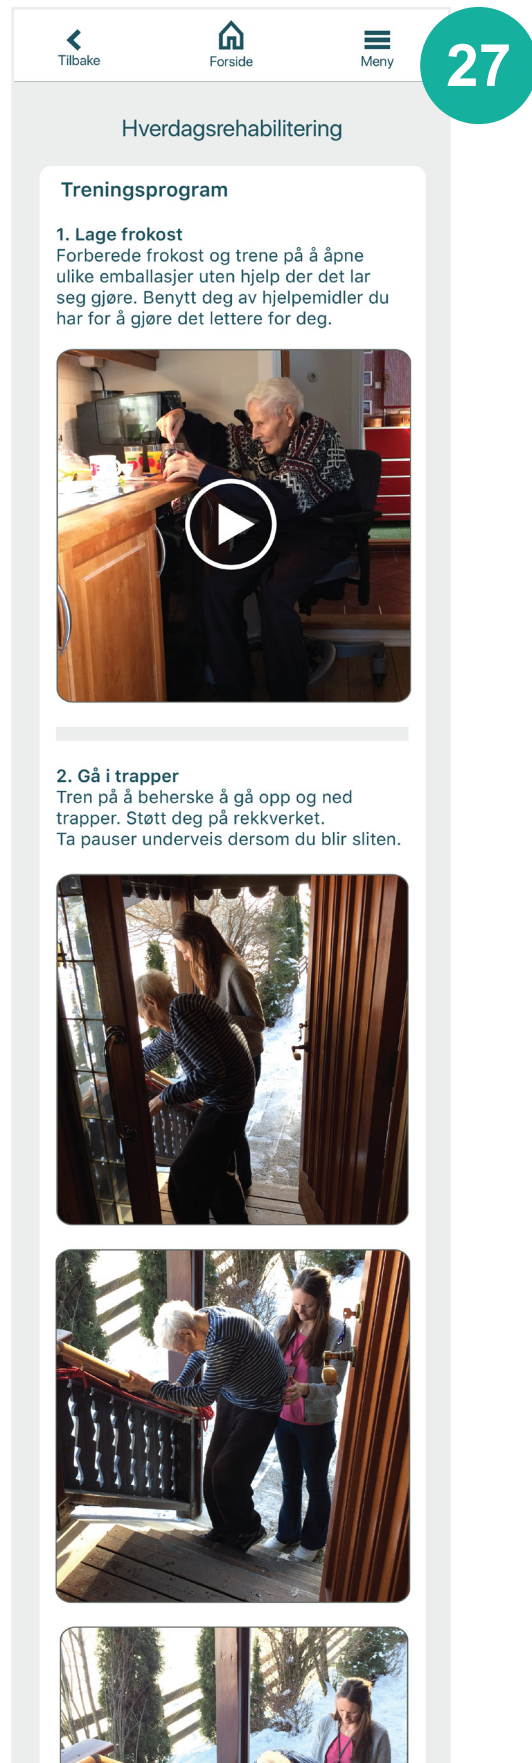 Tilbake
Forside
Meny
27
Hverdagsrehabilitering
Treningsprogram
1. Lage frokost
Forberede frokost og trene på å åpne
ulike emballasjer uten hjelp der det lar
seg gjøre. Benytt deg av hjelpemidler du
har for å gjøre det lettere for deg.
2. Gå i trapper
Tren på å beherske å gå opp og ned
trapper. Støtt deg på rekkverket.
Ta pauser underveis dersom du blir sliten.